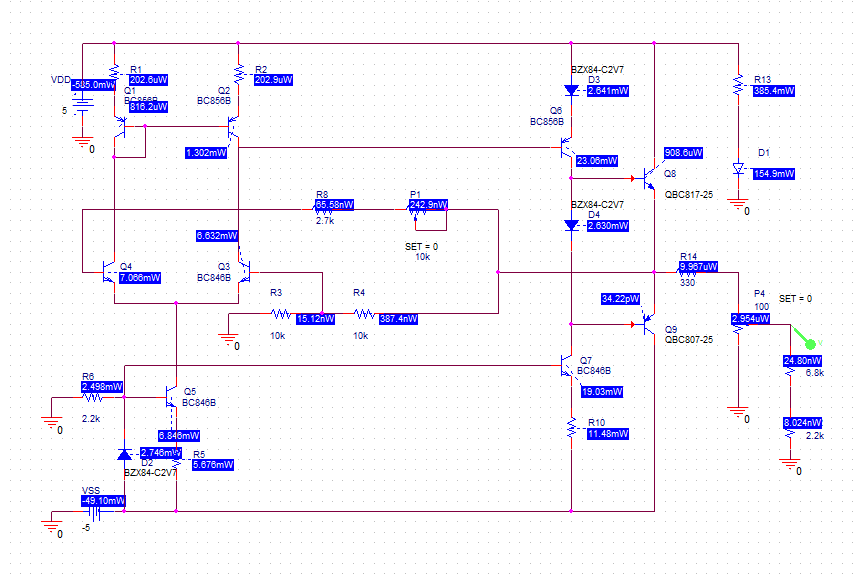 BZX84-C2V7
R1
R2
D3
R13
VDD
202.6uW
202.9uW
-585.0mW
2.641mW
385.4mW
Q1
Q2
BC856B
BC856B
816.2uW
5
Q6
BC856B
0
1.302mW
23.06mW
908.6uW
D1
Q8
154.9mW
QBC817-25
R8
P1
65.58nW
242.9nW
BZX84-C2V7
D4
0
2.7k
2.630mW
6.632mW
SET = 0
10k
Q4
Q3
7.066mW
BC846B
R14
9.967uW
330
R3
R4
34.22pW
P4
SET = 0
100
15.12nW
387.4nW
2.954uW
10k
10k
Q9
QBC807-25
0
Q7
BC846B
24.80nW
6.8k
R6
2.498mW
Q5
BC846B
19.03mW
2.2k
0
0
8.024nW
R10
11.48mW
2.2k
6.846mW
2.746mW
R5
D2
5.676mW
BZX84-C2V7
0
VSS
-49.10mW
-5
0